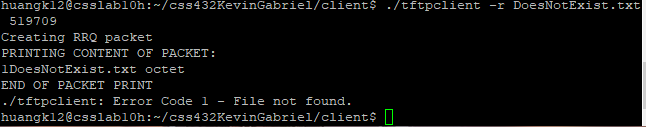 huangk12@csslab10h:~/css432KevinGabriel/client$ ./tftpclient -r DoesNotExist.txt
 519709
Creating RRQ packet
PRINTING CONTENT OF PACKET:
1DoesNotExist.txt octet
END OF PACKET PRINT
./tftpclient: Error Code 1 - File not found.
huangk12@csslab10h:~/css432KevinGabriel/client$